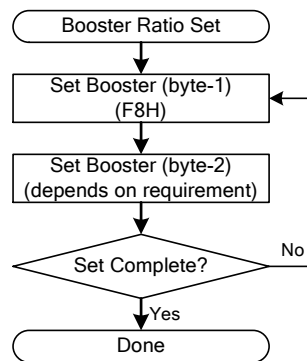 Booster Ratio Set
Set Booster (byte-1)
(F8H)
Set Booster (byte-2)
(depends on requirement)
Set Complete?
No
Yes
Done